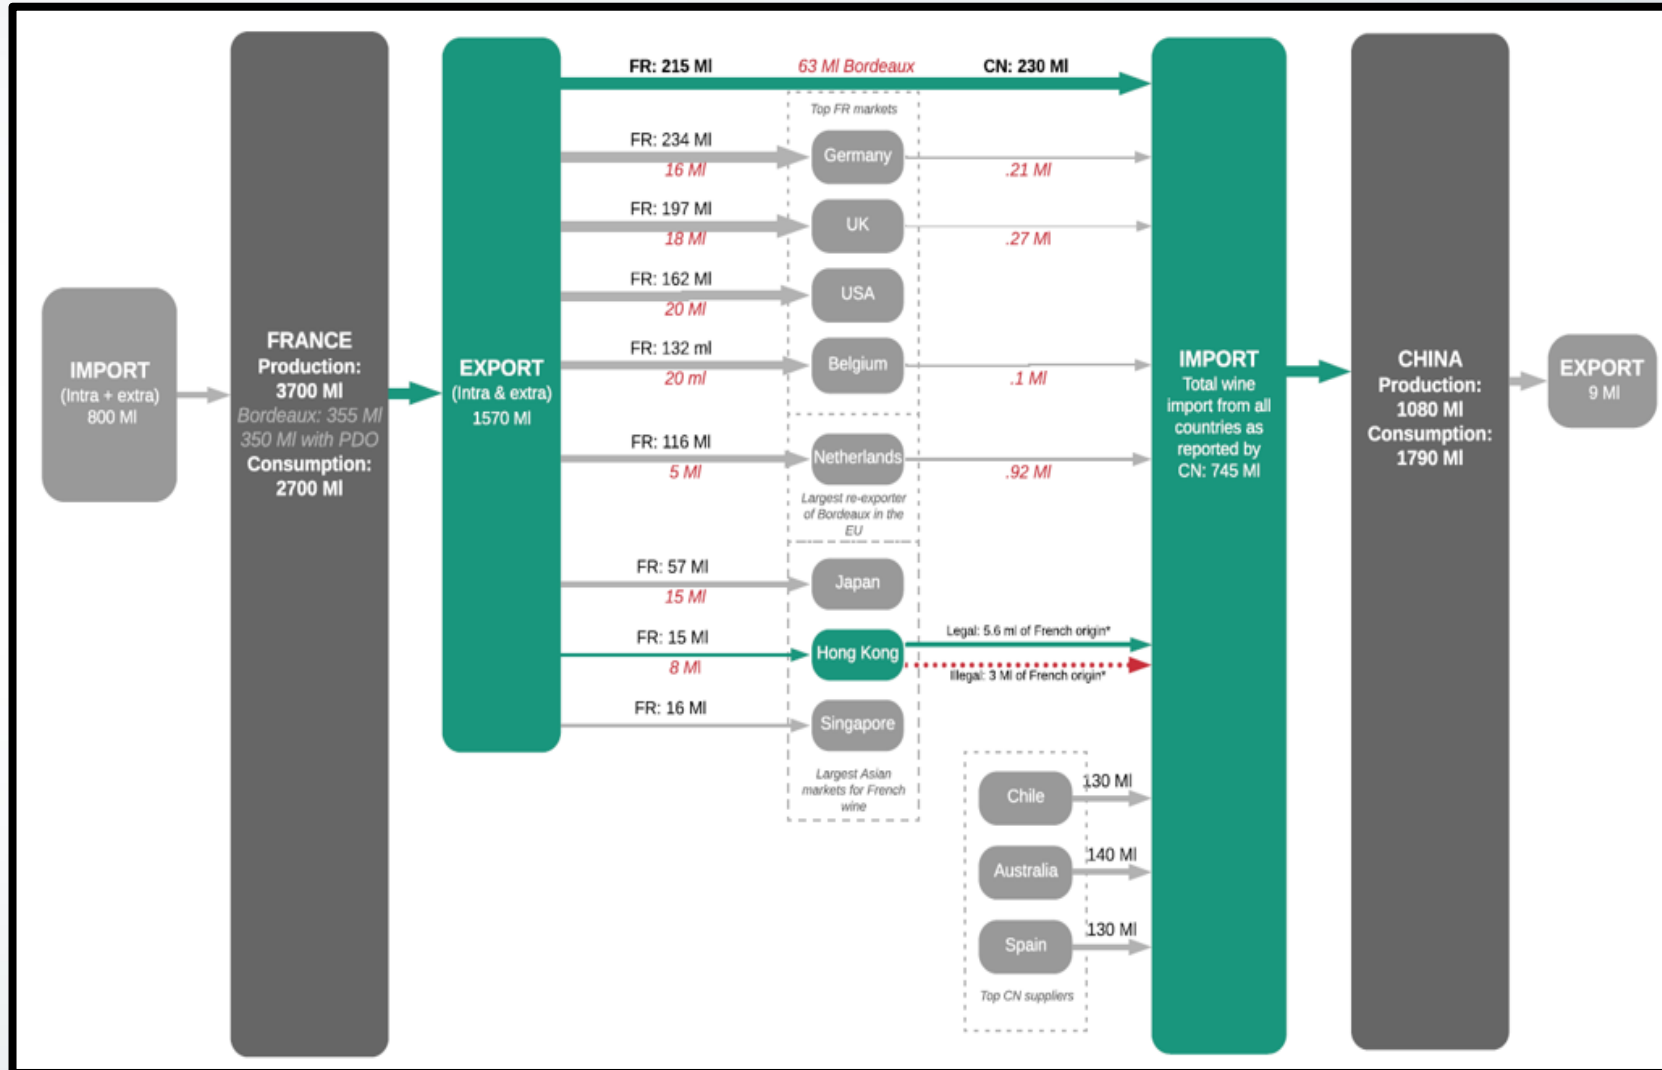 IMPORT
(Intra + extra)
800 Ml
FRANCE
Production:
3700 Ml
Bordeaux: 355 Ml
350 Ml with PDO
Consumption:
2700 Ml
EXPORT
(Intra & extra)
1570 Ml
FR: 215 Ml
63 Ml Bordeaux
CN: 230 Ml
Top FR markets
FR: 234 Ml
16 Ml
Germany
.21 Ml
FR: 197 Ml
18 Ml
UK
.27 Ml
FR: 162 Ml
20 Ml
USA
FR: 132 ml
20 ml
Belgium
.1 Ml
FR: 116 Ml
5 Ml
Netherlands
.92 Ml
Largest re-exporter
of Bordeaux in the
EU
FR: 57 Ml
15 Ml
Japan
FR: 15 Ml
8 Ml
Hong Kong
Legal: 5.6 ml of French origin*
Illegal: 3 Ml of French origin*
FR: 16 Ml
Singapore
Largest Asian
markets for French
wine
Chile
130 Ml
Australia
140 Ml
Spain
130 Ml
Top CN suppliers
IMPORT
Total wine
import from all
countries as
reported by
CN: 745 Ml
CHINA
Production:
1080 Ml
Consumption:
1790 Ml
EXPORT
9 Ml